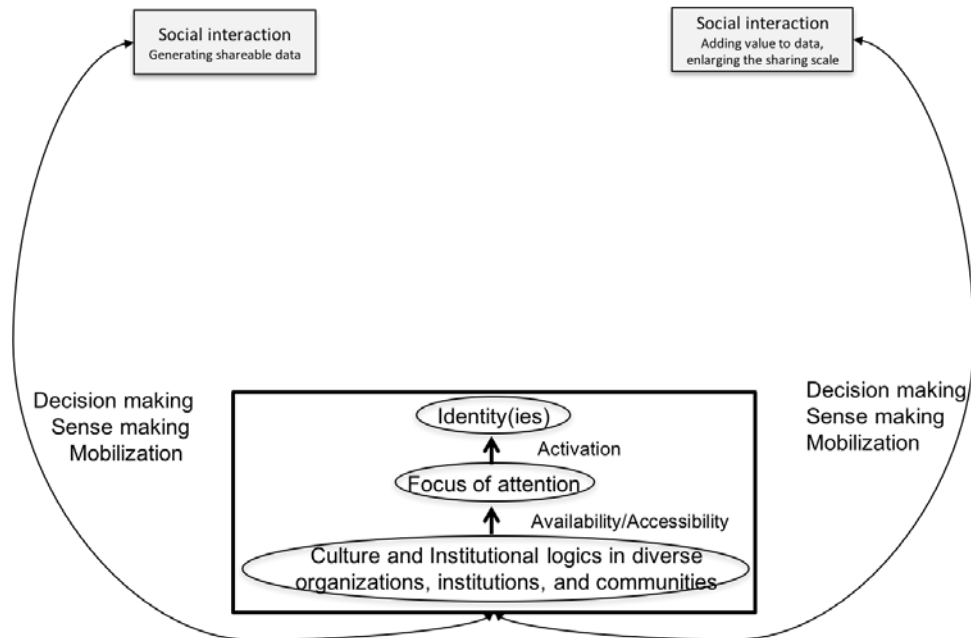 Social interaction
Generating shareable data
Social interaction
Adding value to data,
enlarging the sharing scale
Decision making
Sense making
Mobilization
Identity(ies)
Activation
Focus of attention
Availability/Accessibility
Culture and Institutional logics in diverse
organizations, institutions, and communities
Decision making
Sense making
Mobilization